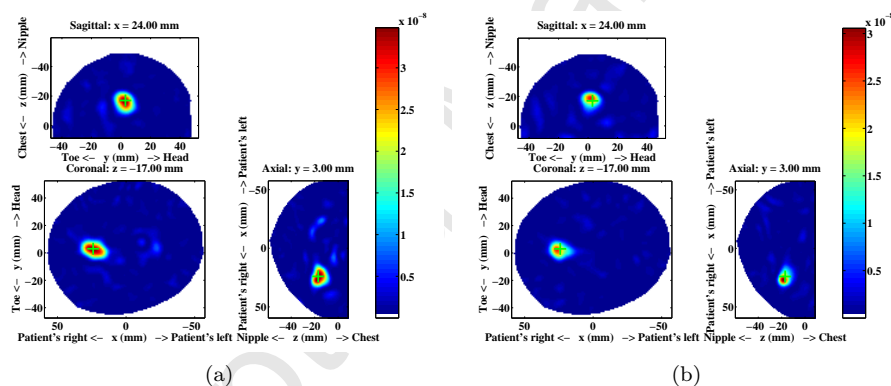 x 10⁻⁸
Sagittal: x = 24.00 mm
Chest <- z (mm) -> Nipple
−40
−20
0
−40 −20 0 20 40
Toe <- y (mm) -> Head
3.5
3
2.5
2
1.5
1
0.5
Coronal: z = −17.00 mm
Toe <- y (mm) -> Head
40
20
0
−20
−40
50 0 −50
Patient's right <- x (mm) -> Patient's left
Axial: y = 3.00 mm
Patient's right <- x (mm) -> Patient's left
−50
0
50
−40 −20 0
Nipple <- z (mm) -> Chest
(a)
x 10⁻⁸
Sagittal: x = 24.00 mm
Chest <- z (mm) -> Nipple
−40
−20
0
−40 −20 0 20 40
Toe <- y (mm) -> Head
3
2.5
2
1.5
1
0.5
Coronal: z = −17.00 mm
Toe <- y (mm) -> Head
40
20
0
−20
−40
50 0 −50
Patient's right <- x (mm) -> Patient's left
Axial: y = 3.00 mm
Patient's right <- x (mm) -> Patient's left
−50
0
50
−40 −20 0
Nipple <- z (mm) -> Chest
(b)